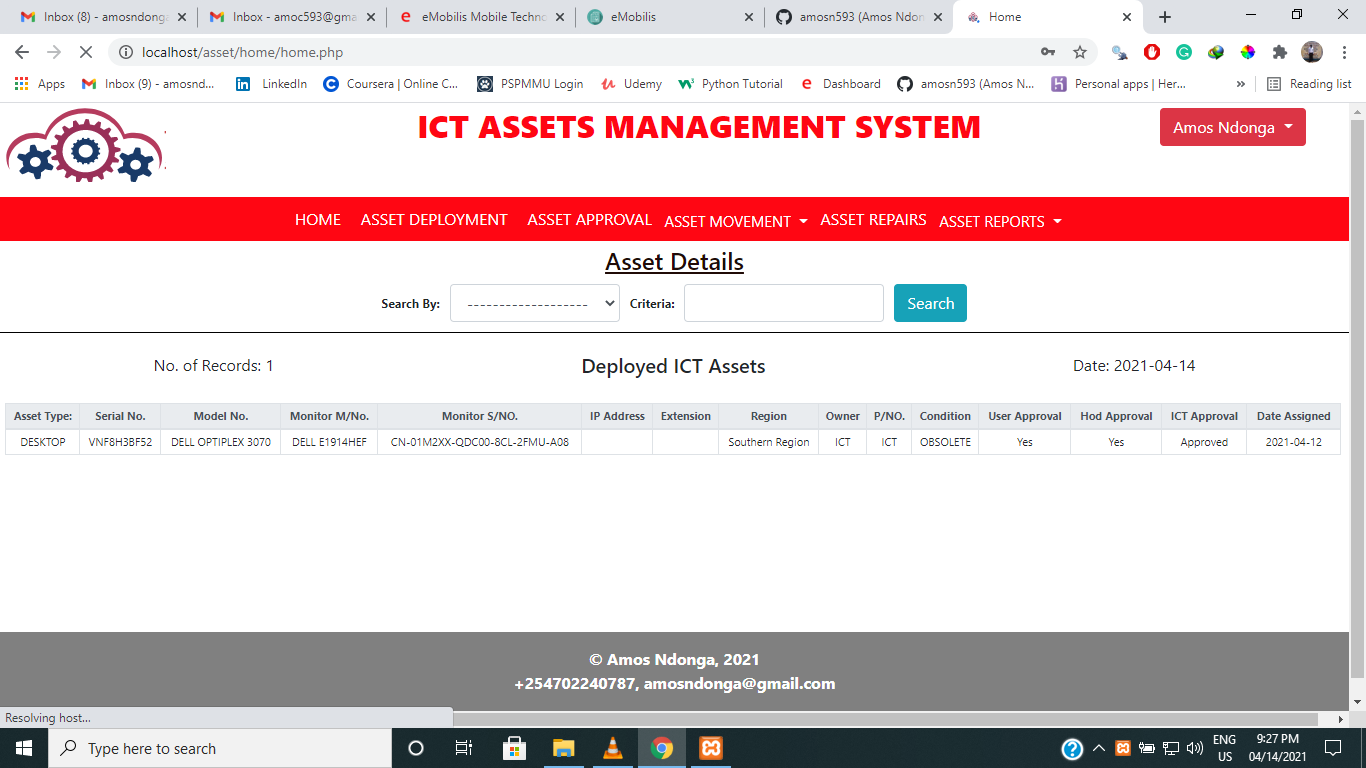 Inbox (8) - amosndonga
Inbox - amoc593@gma
eMobilis Mobile Techno
eMobilis
amosn593 (Amos Ndon
Home
localhost/asset/home/home.php
Apps
Inbox (9) - amosnd...
LinkedIn
Coursera | Online C...
PSPMMU Login
Udemy
Python Tutorial
Dashboard
amosn593 (Amos N...
Personal apps | Her...
»
Reading list
ICT ASSETS MANAGEMENT SYSTEM
Amos Ndonga
HOME ASSET DEPLOYMENT ASSET APPROVAL ASSET MOVEMENT ASSET REPAIRS ASSET REPORTS
Asset Details
Search By: ------------------- Criteria: Search
No. of Records: 1 Deployed ICT Assets Date: 2021-04-14
Asset Type: Serial No. Model No. Monitor M/No. Monitor S/NO. IP Address Extension Region Owner P/NO. Condition User Approval Hod Approval ICT Approval Date Assigned
DESKTOP VNF8H3BF52 DELL OPTIPLEX 3070 DELL E1914HEF CN-01M2XX-QDC00-8CL-2FMU-A08 Southern Region ICT ICT OBSOLETE Yes Yes Approved 2021-04-12
© Amos Ndonga, 2021
+254702240787, amosndonga@gmail.com
Resolving host...
Type here to search
ENG
US
9:27 PM
04/14/2021